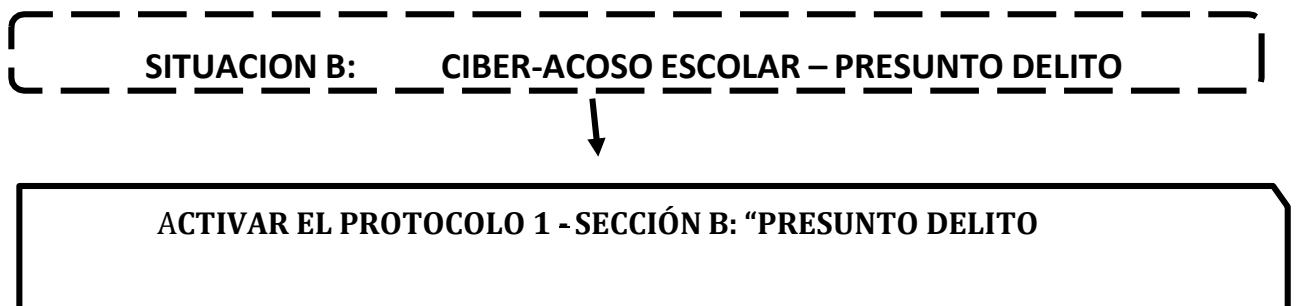 SITUACION B: CIBER-ACOSO ESCOLAR – PRESUNTO DELITO
ACTIVAR EL PROTOCOLO 1 - SECCIÓN B: “PRESUNTO DELITO